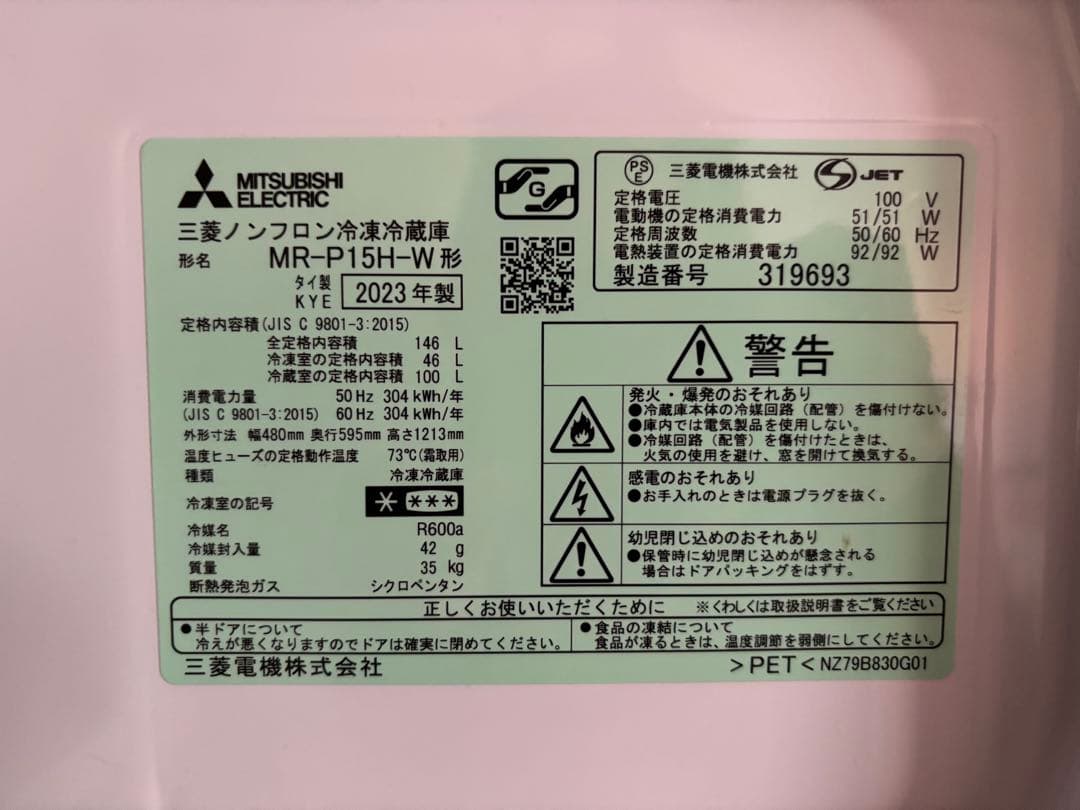 MITSUBISHI
ELECTRIC
三菱ノンフロン冷凍冷蔵庫
形名 MR-P15H-W形
タイ製
KYE 2023年製
定格内容積(JIS C 9801-3:2015)
全定格内容積 146 L
冷凍室の定格内容積 46 L
冷蔵室の定格内容積 100 L
消費電力量 50 Hz 304 kWh/年
(JIS C 9801-3:2015) 60 Hz 304 kWh/年
外形寸法 幅480mm 奥行595mm 高さ1213mm
温度ヒューズの定格動作温度 73℃(霜取用)
種類 冷凍冷蔵庫
冷凍室の記号 * ***
冷媒名 R600a
冷媒封入量 42 g
質量 35 kg
断熱発泡ガス シクロペンタン
G
PS
E
三菱電機株式会社
S JET
定格電圧 100 V
電動機の定格消費電力 51/51 W
定格周波数 50/60 Hz
電熱装置の定格消費電力 92/92 W
製造番号 319693
警告
発火・爆発のおそれあり
●冷蔵庫本体の冷媒回路(配管)を傷付けない。
●庫内では電気製品を使用しない。
●冷媒回路(配管)を傷付けたときは、
火気の使用を避け、窓を開けて換気する。
感電のおそれあり
●お手入れのときは電源プラグを抜く。
幼児閉じ込めのおそれあり
●保管時に幼児閉じ込めが懸念される
場合はドアパッキングをはずす。
正しくお使いいただくために ※くわしくは取扱説明書をご覧ください
●半ドアについて
冷えが悪くなりますのでドアは確実に閉めてください。
●食品の凍結について
食品が凍るときは、温度調節を弱側にしてください。
三菱電機株式会社
>PET< NZ79B830G01